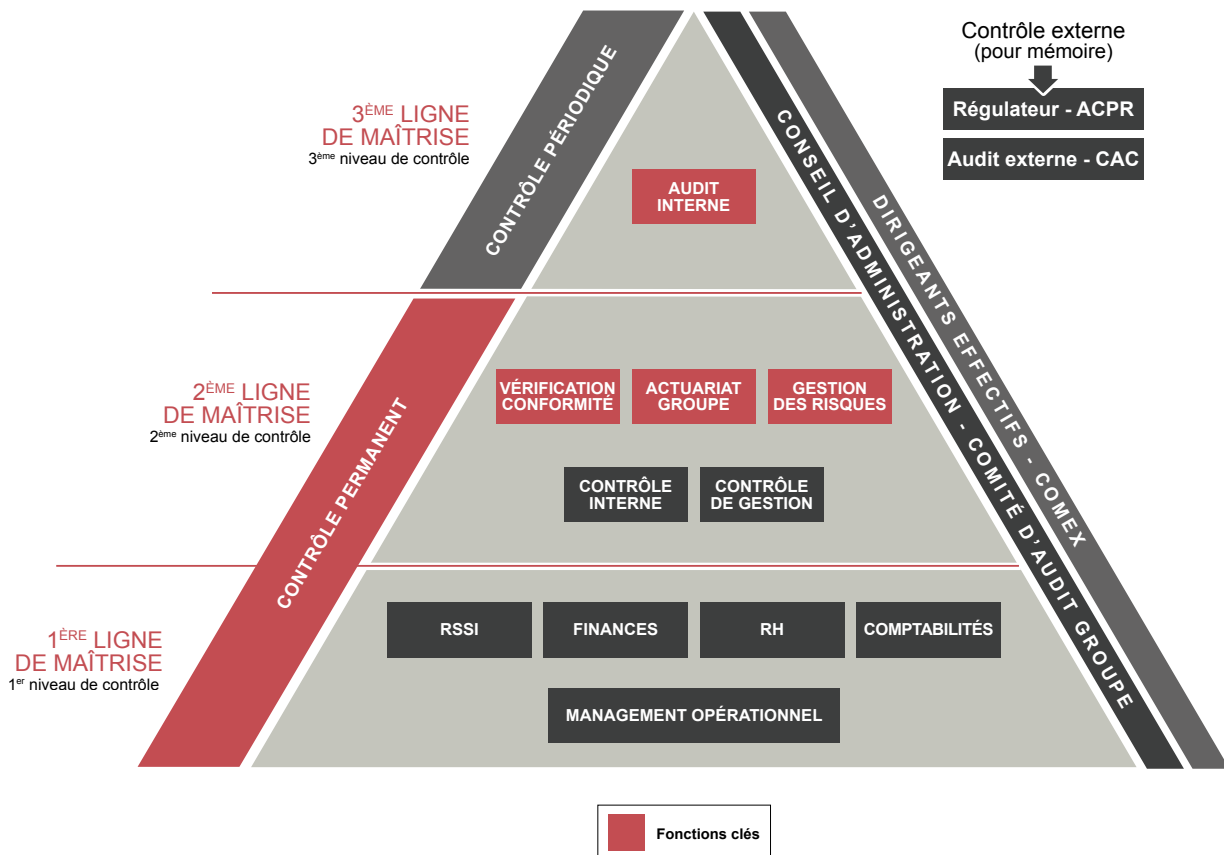 Contrôle externe
(pour mémoire)
Régulateur - ACPR
Audit externe - CAC
3ÈME LIGNE
DE MAÎTRISE
3ème niveau de contrôle
CONTRÔLE PÉRIODIQUE
AUDIT
INTERNE
CONSEIL D'ADMINISTRATION - COMITÉ D'AUDIT GROUPE
DIRIGEANTS EFFECTIFS - COMEX
2ÈME LIGNE
DE MAÎTRISE
2ème niveau de contrôle
CONTRÔLE PERMANENT
VÉRIFICATION
CONFORMITÉ
ACTUARIAT
GROUPE
GESTION
DES RISQUES
CONTRÔLE
INTERNE
CONTRÔLE
DE GESTION
1ÈRE LIGNE
DE MAÎTRISE
1er niveau de contrôle
RSSI
FINANCES
RH
COMPTABILITÉS
MANAGEMENT OPÉRATIONNEL
Fonctions clés